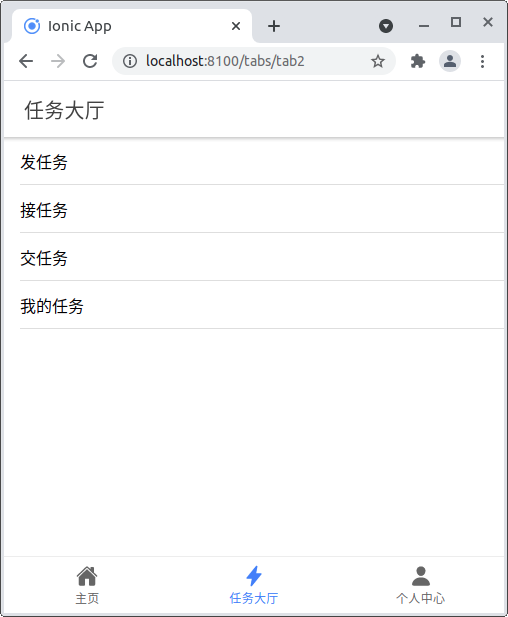 Ionic App
localhost:8100/tabs/tab2
任务大厅
发任务
接任务
交任务
我的任务
主页
任务大厅
个人中心